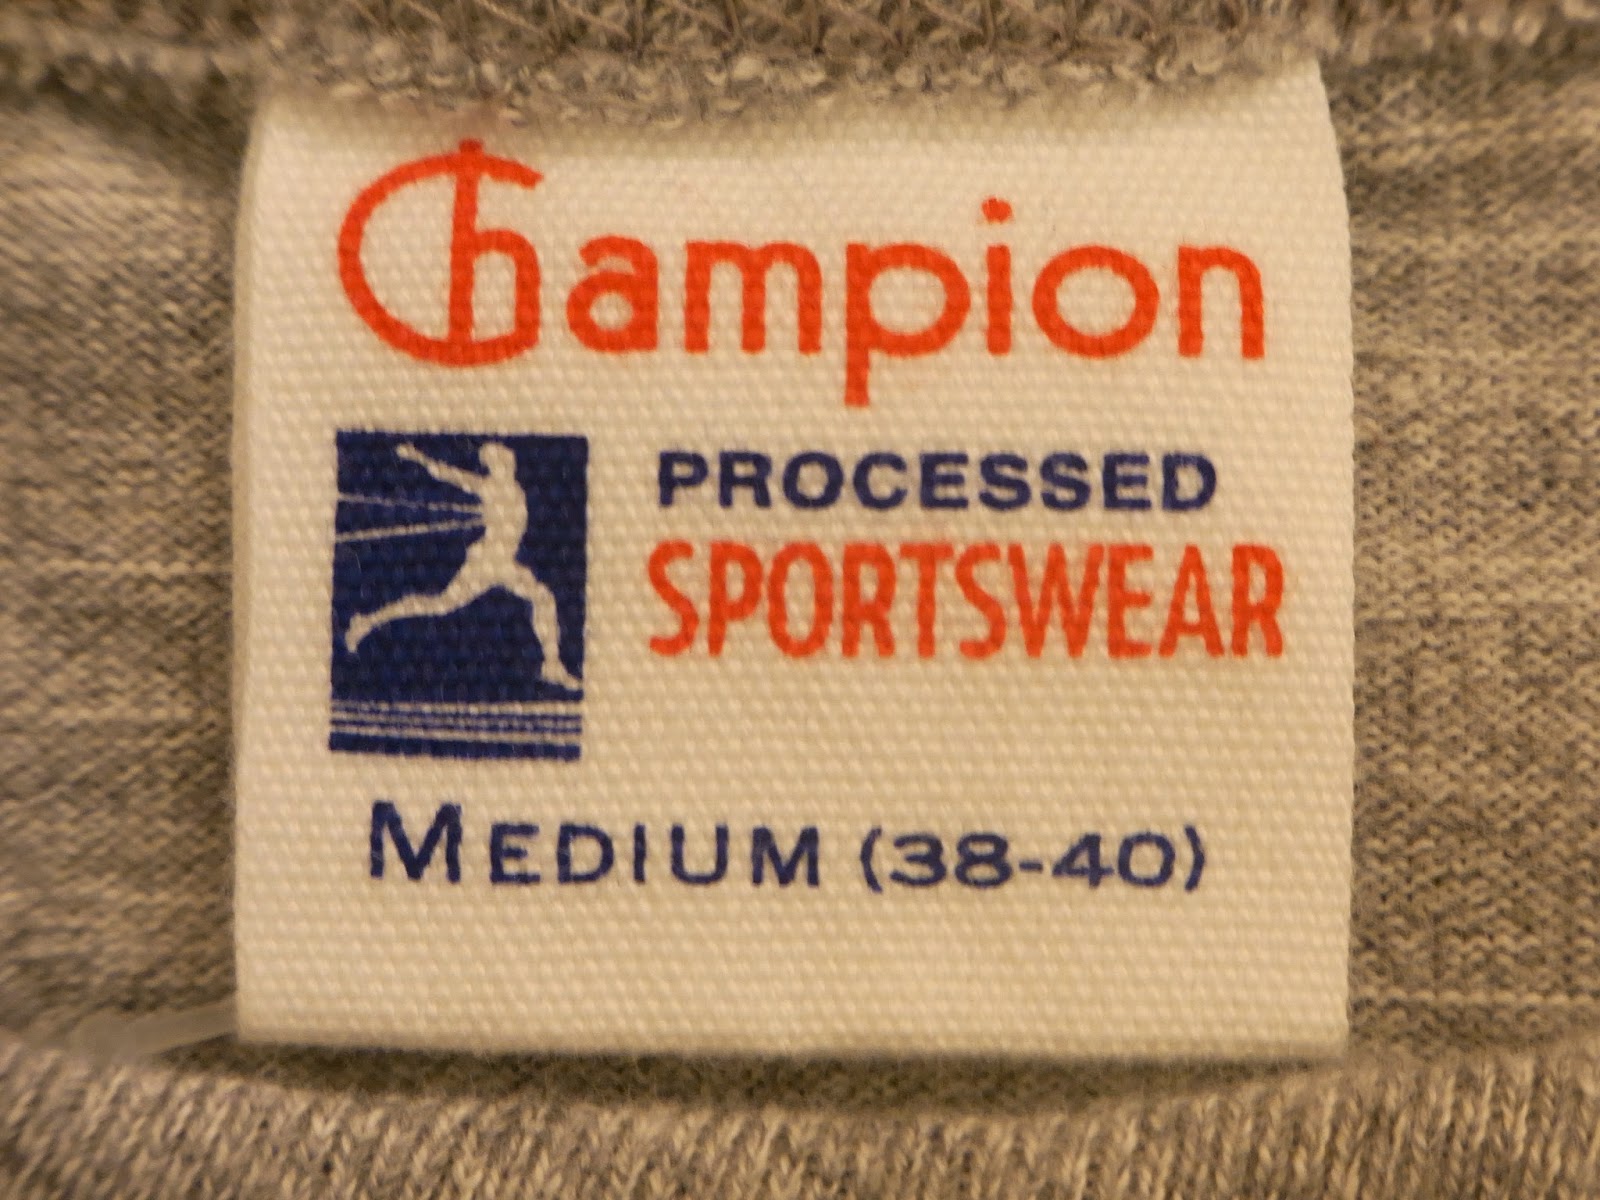 Champion
PROCESSED
SPORTSWEAR
MEDIUM (38-40)